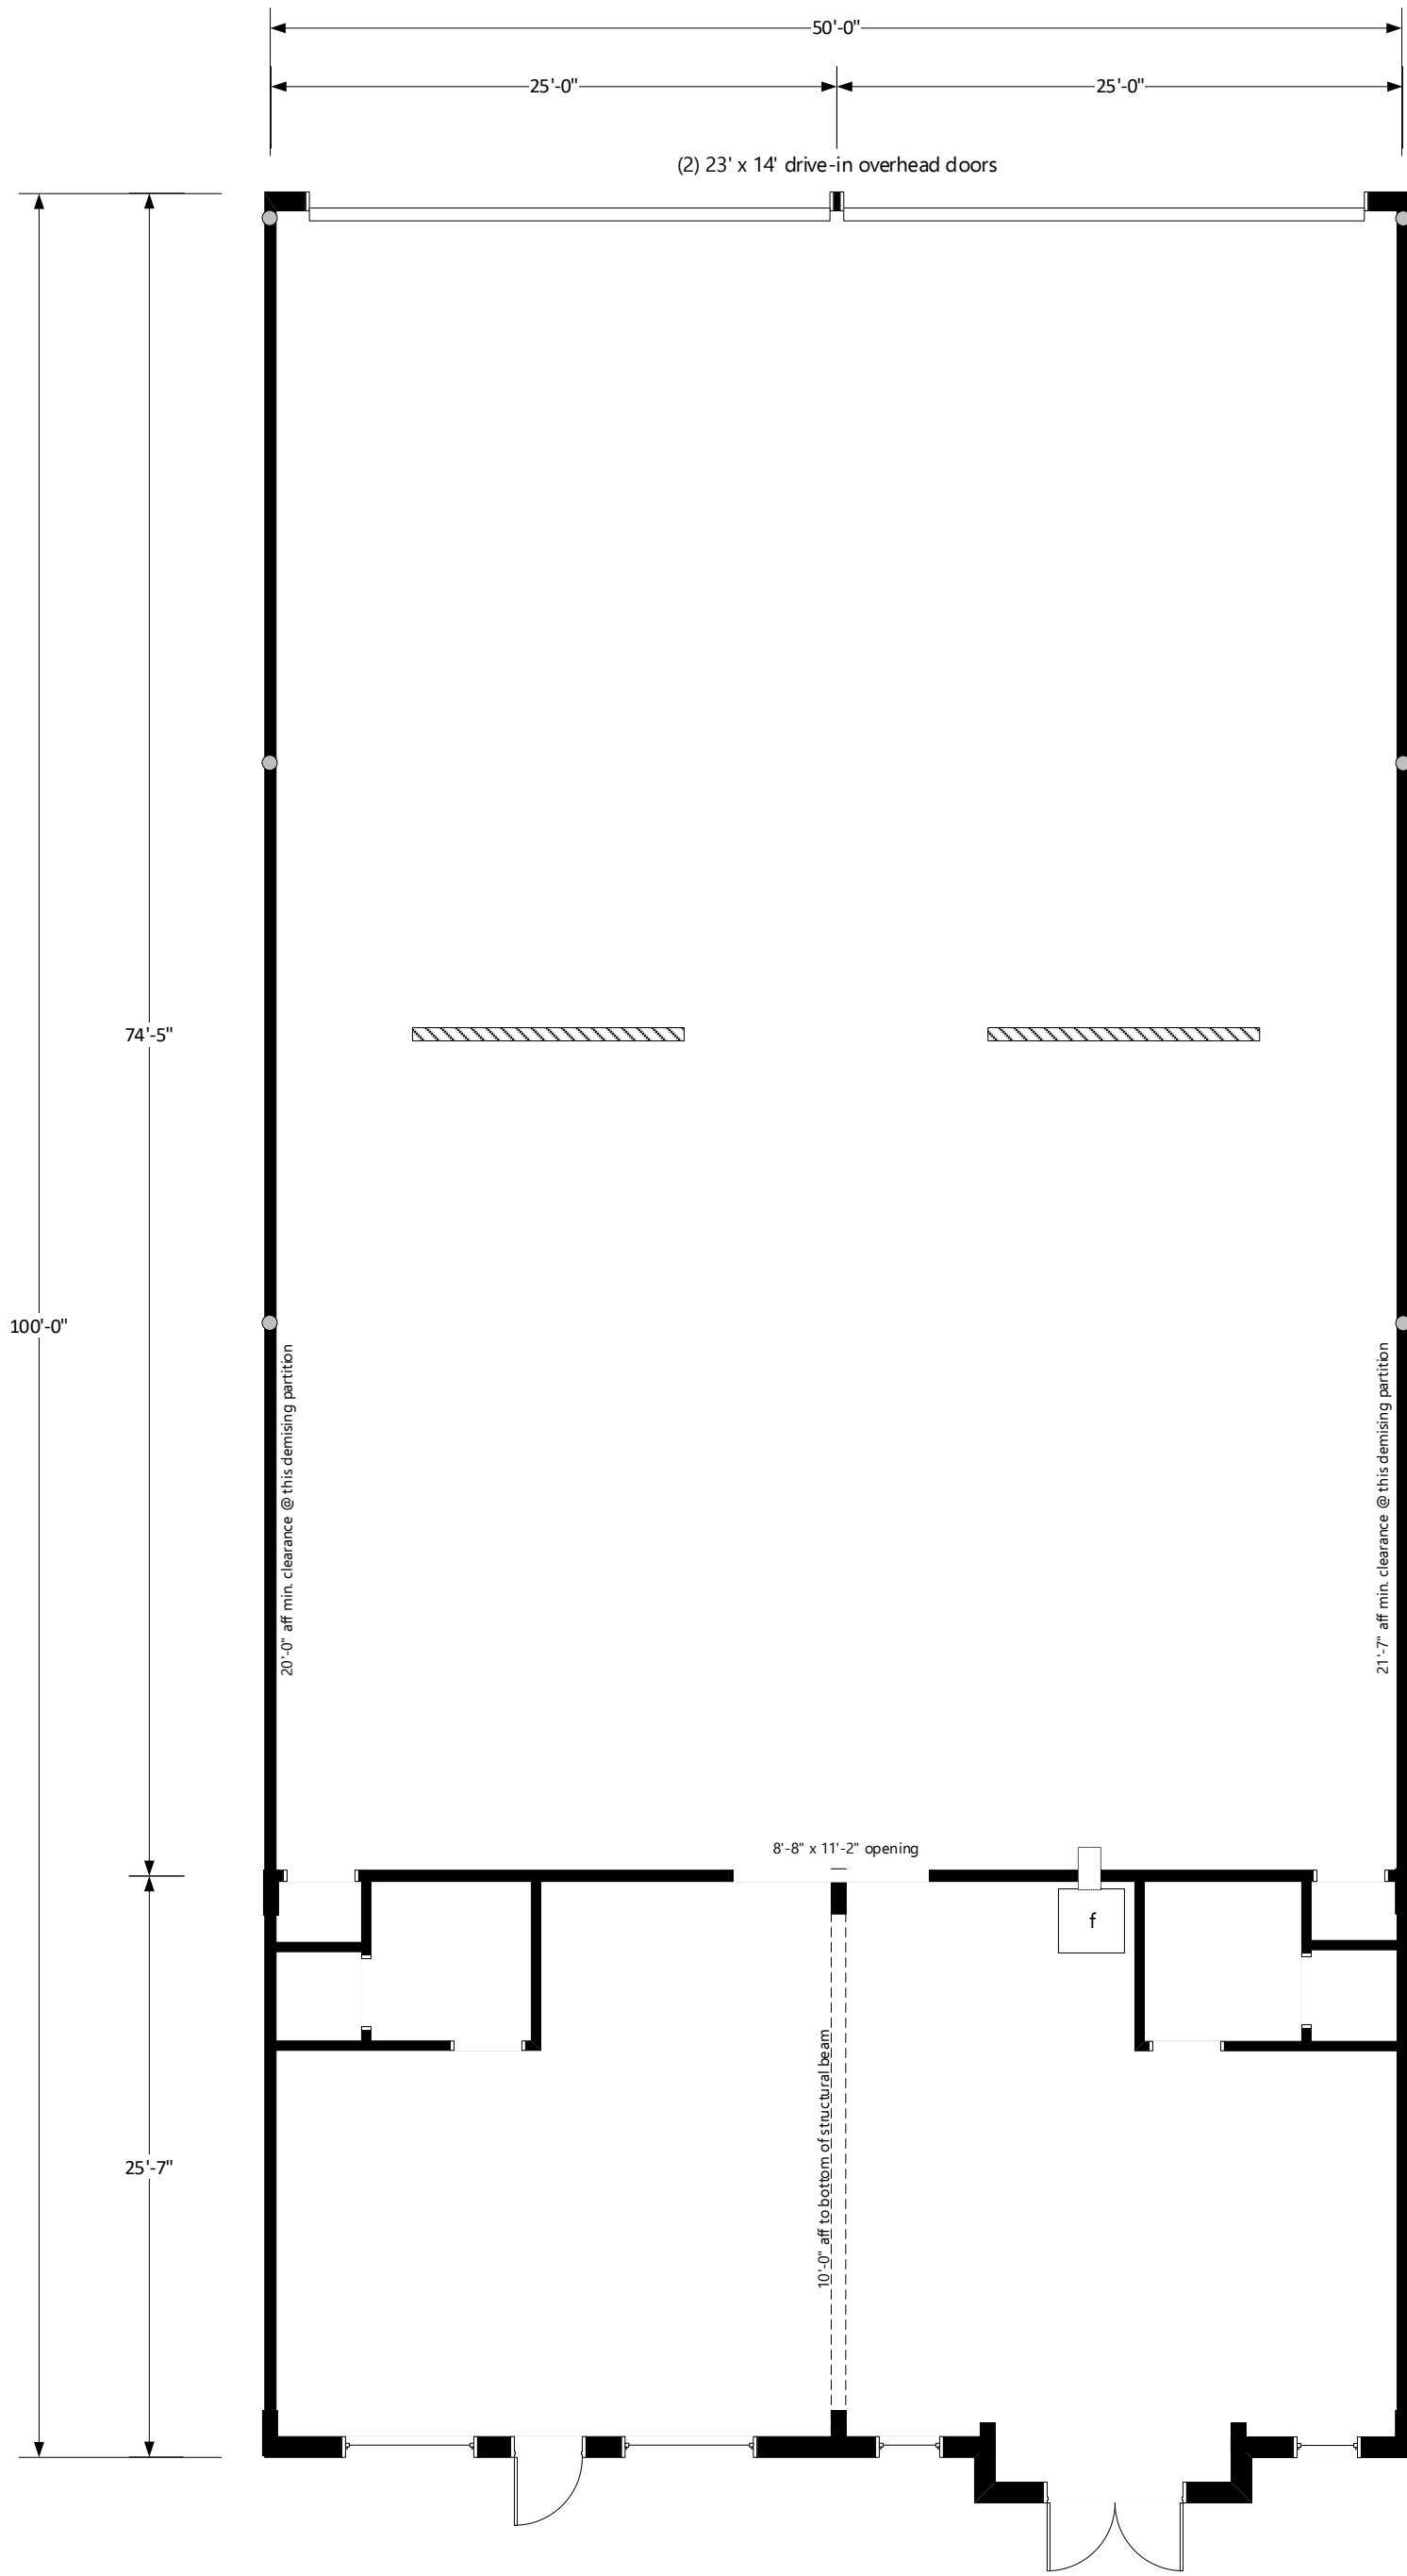 50'-0"
25'-0"
25'-0"
(2) 23' x 14' drive-in overhead doors
74'-5"
100'-0"
20'-0" aff min. clearance @ this demising partition
21'-7" aff min. clearance @ this demising partition
8'-8" x 11'-2" opening
f
10'-0" aff to bottom of structural beam
25'-7"